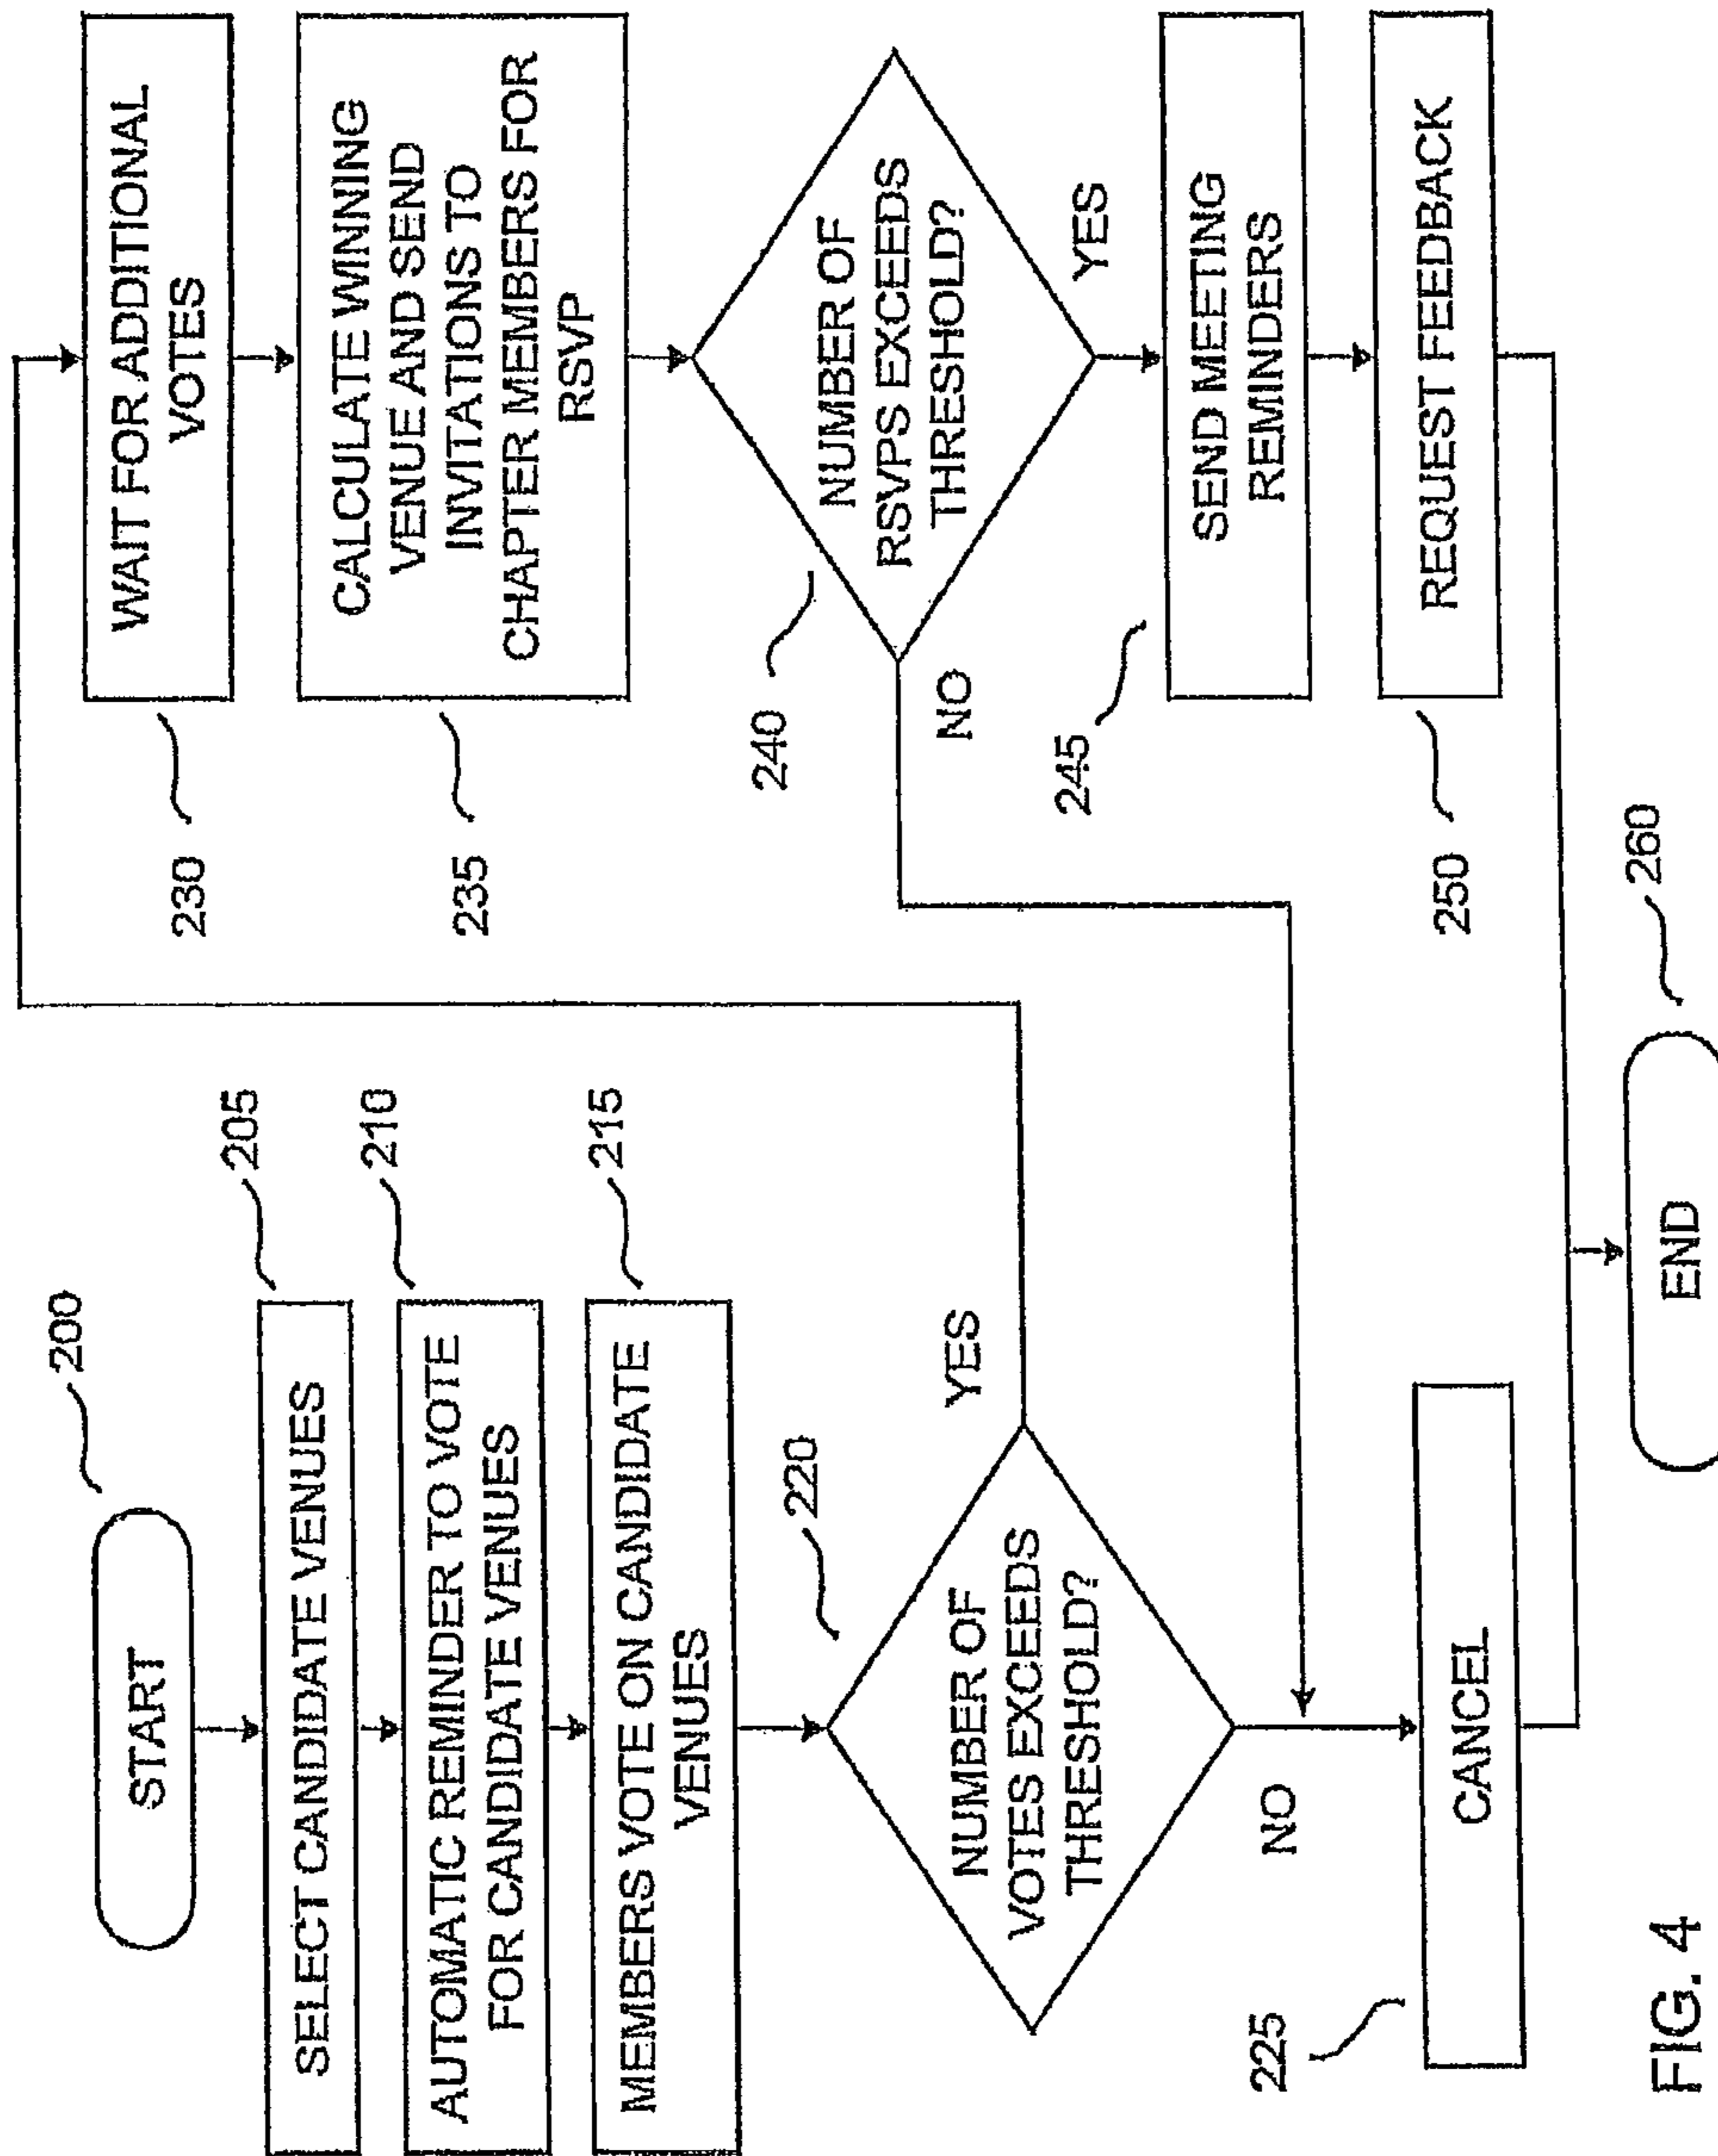 START
200
SELECT CANDIDATE VENUES
205
AUTOMATIC REMINDER TO VOTE
FOR CANDIDATE VENUES
210
MEMBERS VOTE ON CANDIDATE
VENUES
215
NUMBER OF
VOTES EXCEEDS
THRESHOLD?
220
YES
NO
CANCEL
225
WAIT FOR ADDITIONAL
VOTES
230
CALCULATE WINNING
VENUE AND SEND
INVITATIONS TO
CHAPTER MEMBERS FOR
RSVP
235
NUMBER OF
RSVPS EXCEEDS
THRESHOLD?
240
NO
YES
SEND MEETING
REMINDERS
245
REQUEST FEEDBACK
250
END
260
FIG. 4